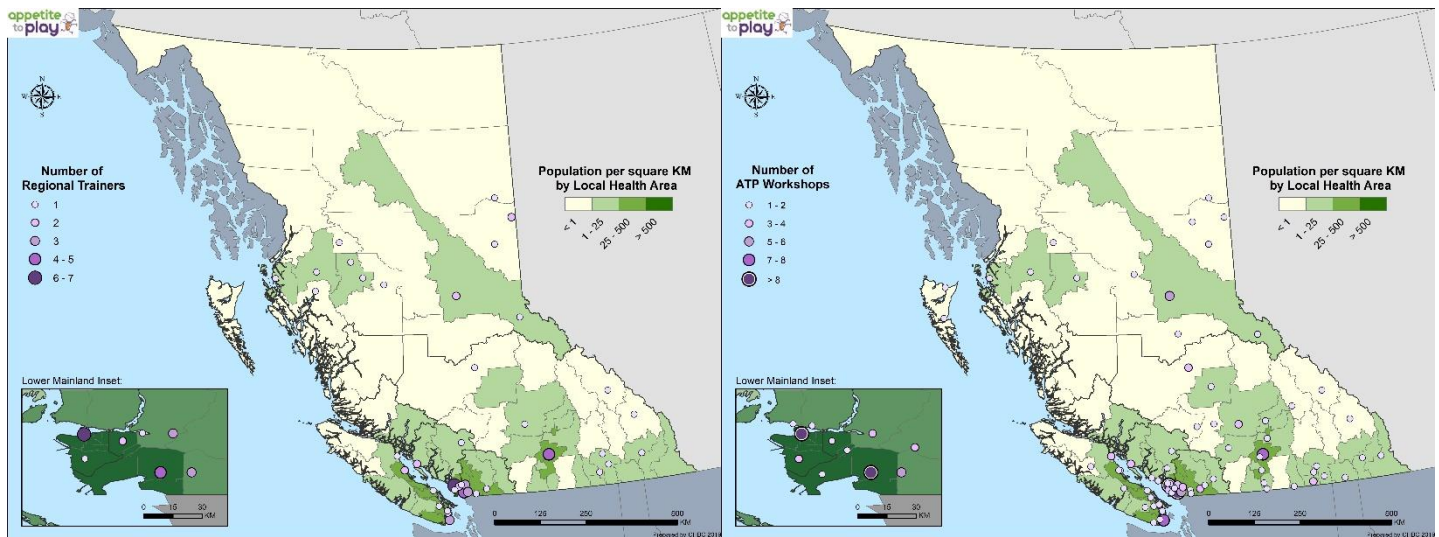 appetite
to play
N
W
E
S
Number of
Regional Trainers
1
2
3
4 - 5
6 - 7
Population per square KM
by Local Health Area
< 1
1 - 25
25 - 500
> 500
Lower Mainland Inset:
0 15 30
KM
0 125 250 600
KM
appetite
to play
N
W
E
S
Number of
ATP Workshops
1 - 2
3 - 4
5 - 6
7 - 8
> 8
Population per square KM
by Local Health Area
< 1
1 - 25
25 - 500
> 500
Lower Mainland Inset:
0 15 30
KM
0 125 250 600
KM